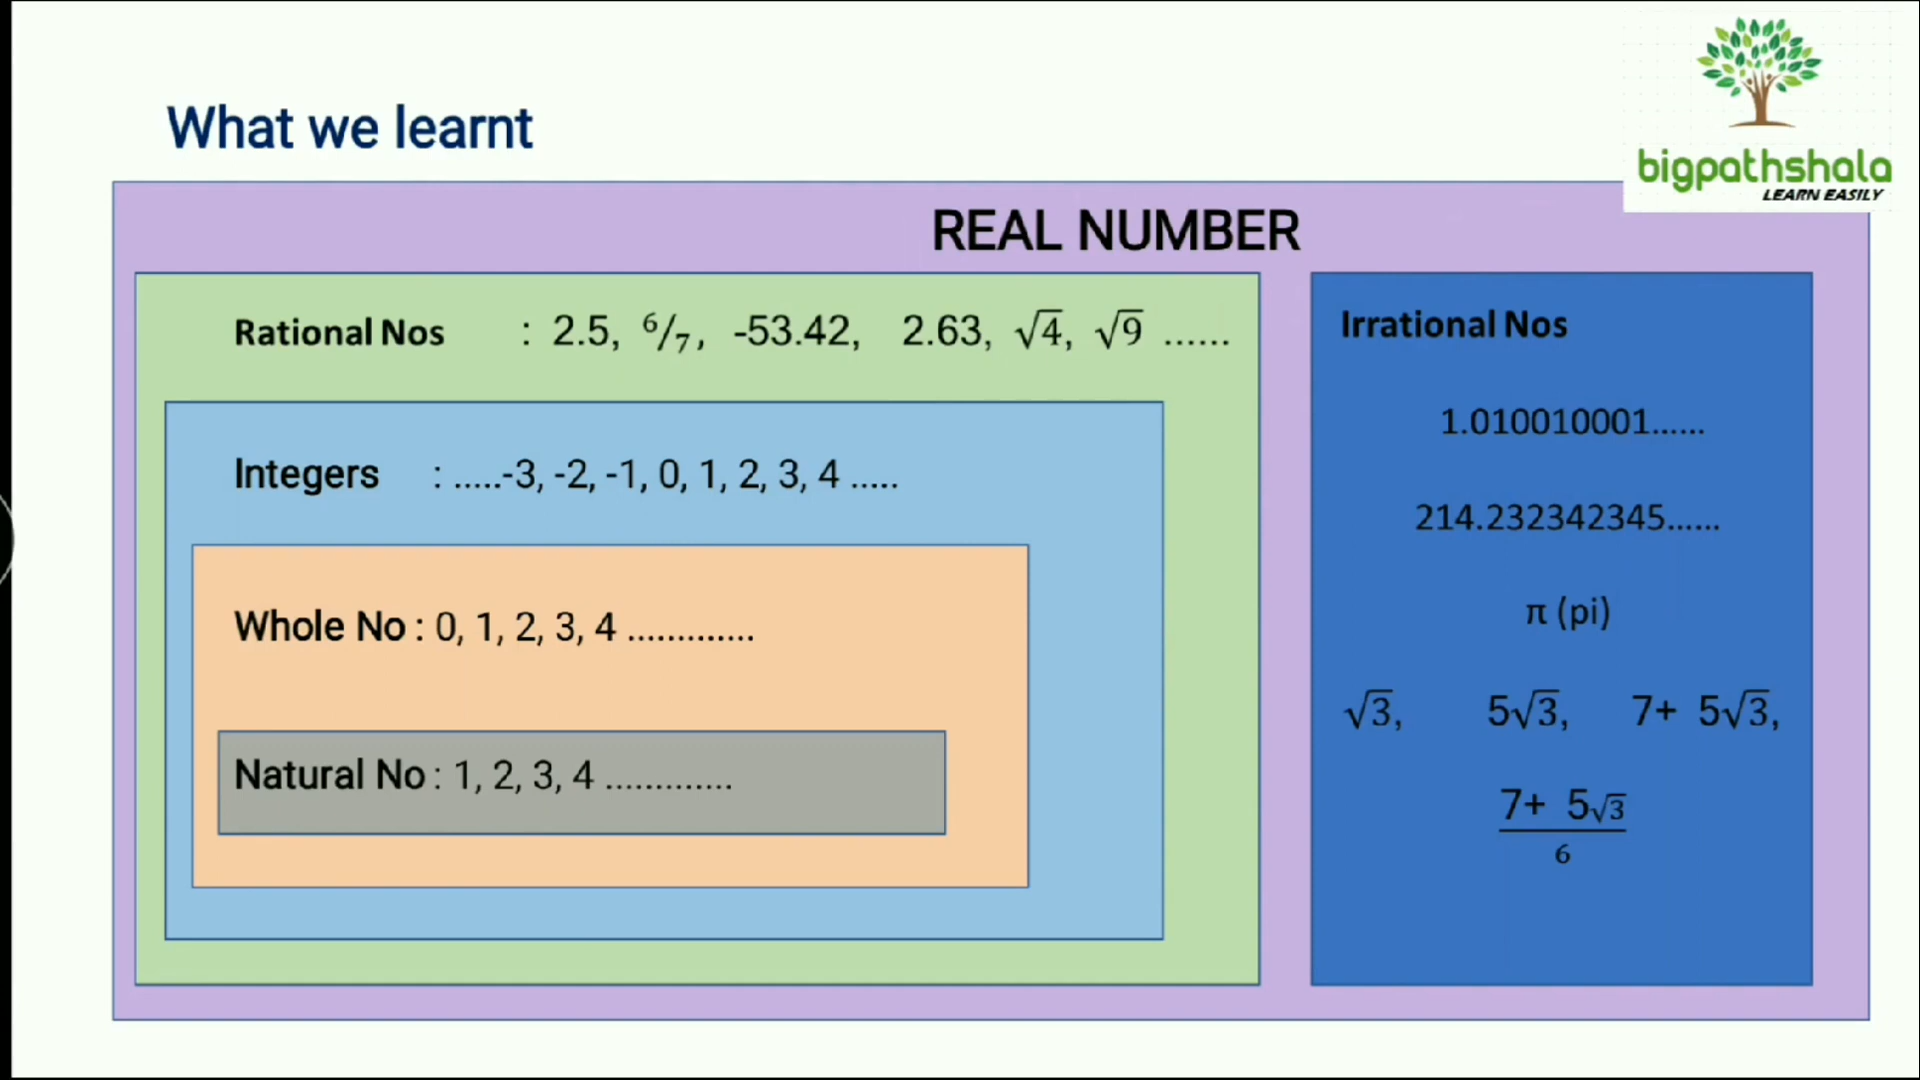 What we learnt
bigpathshala
LEARN EASILY
REAL NUMBER
Rational Nos : 2.5, 6/7, -53.42, 2.63, √4, √9 ......
Integers : .....-3, -2, -1, 0, 1, 2, 3, 4 .....
Whole No : 0, 1, 2, 3, 4 .............
Natural No : 1, 2, 3, 4 .............
Irrational Nos
1.010010001......
214.232342345......
π (pi)
√3, 5√3, 7+ 5√3,
7+ 5√3
6